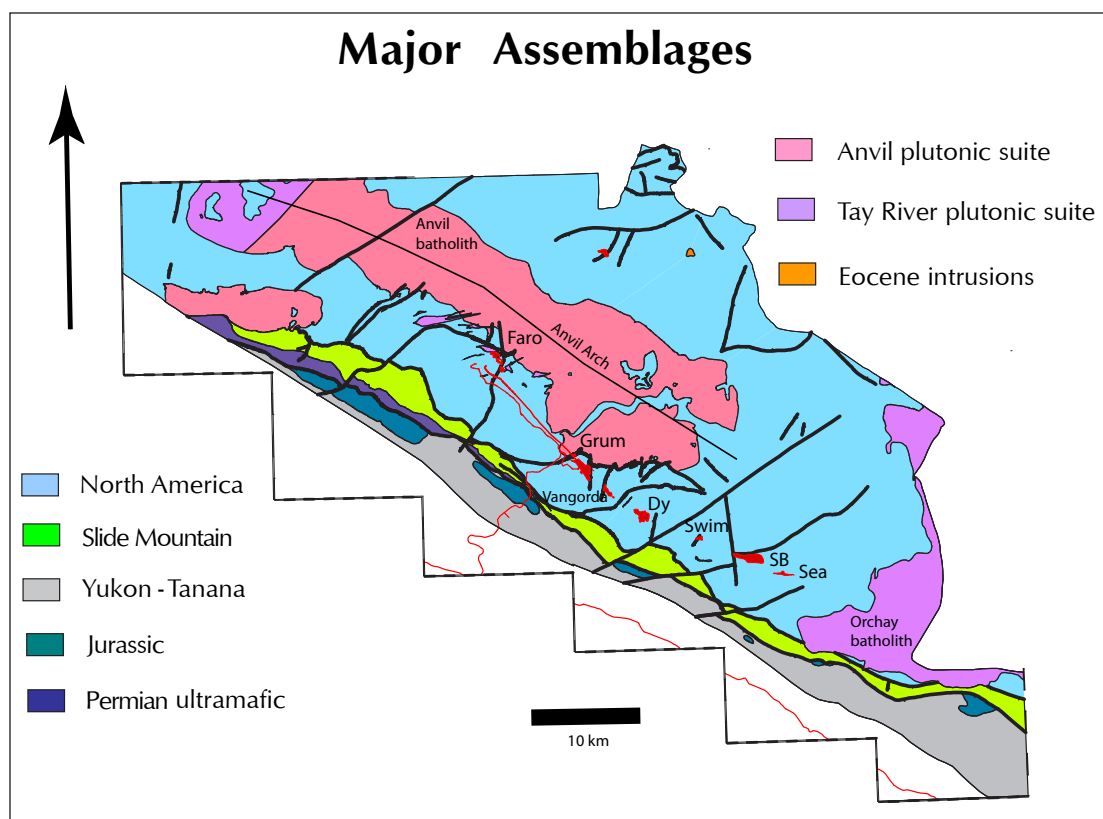 Major Assemblages
Anvil plutonic suite
Tay River plutonic suite
Eocene intrusions
Anvil
batholith
Anvil Arch
Faro
Grum
Vangorda
Dy
Swim
SB
Sea
Orchay
batholith
North America
Slide Mountain
Yukon - Tanana
Jurassic
Permian ultramafic
10 km